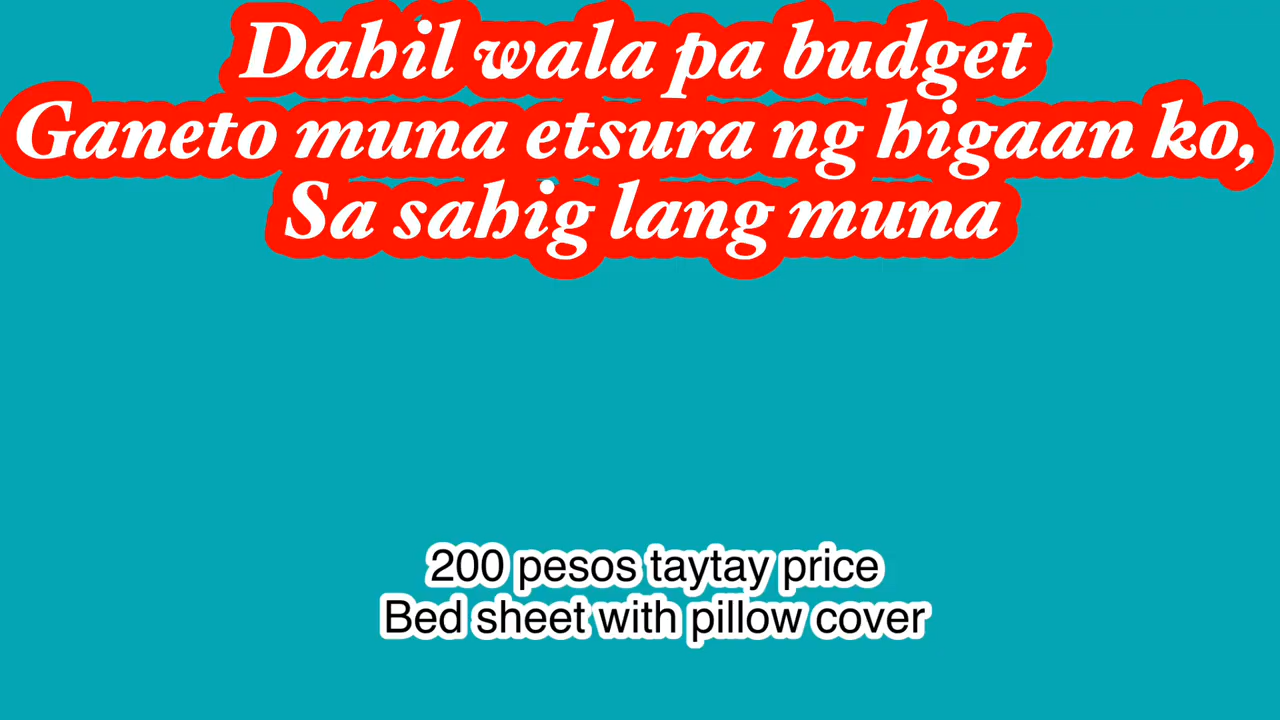 Dahil wala pa budget
Ganeto muna etsura ng higaan ko,
Sa sahig lang muna
200 pesos taytay price
Bed sheet with pillow cover